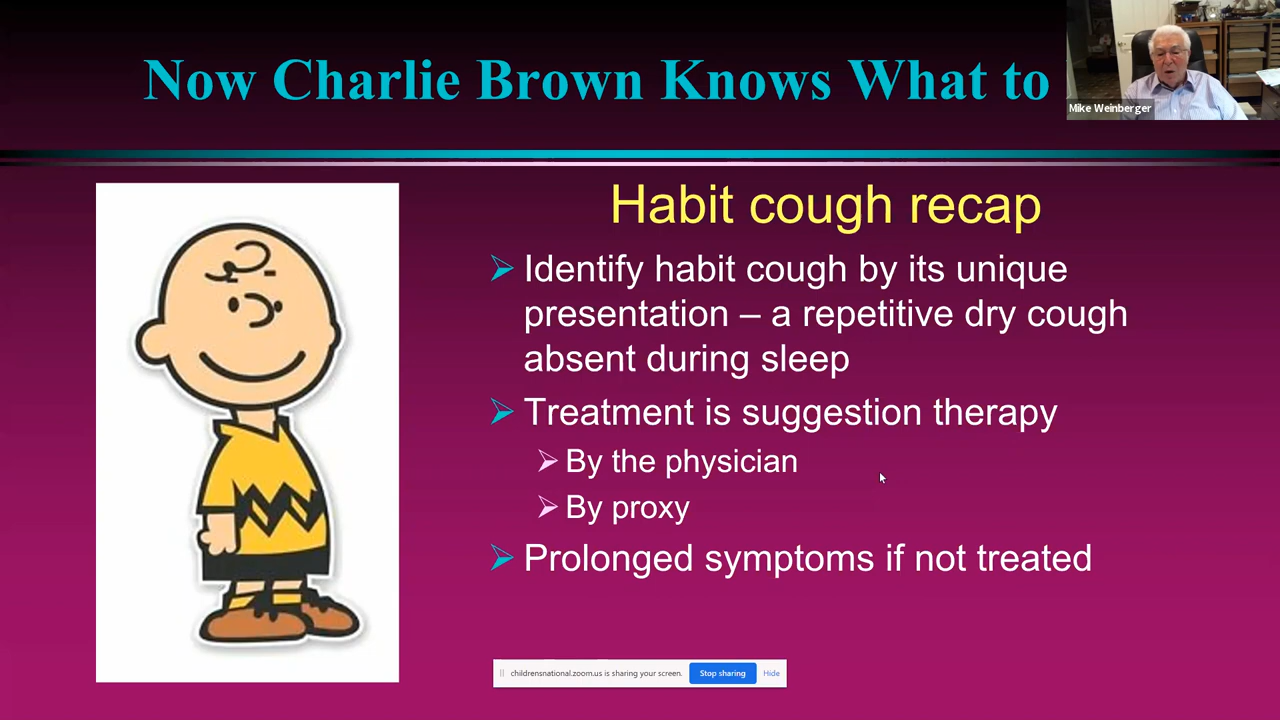 Now Charlie Brown Knows What to
Mike Weinberger
Habit cough recap
Identify habit cough by its unique
presentation – a repetitive dry cough
absent during sleep
Treatment is suggestion therapy
By the physician
By proxy
Prolonged symptoms if not treated
childrensnational.zoom.us is sharing your screen.
Stop sharing
Hide